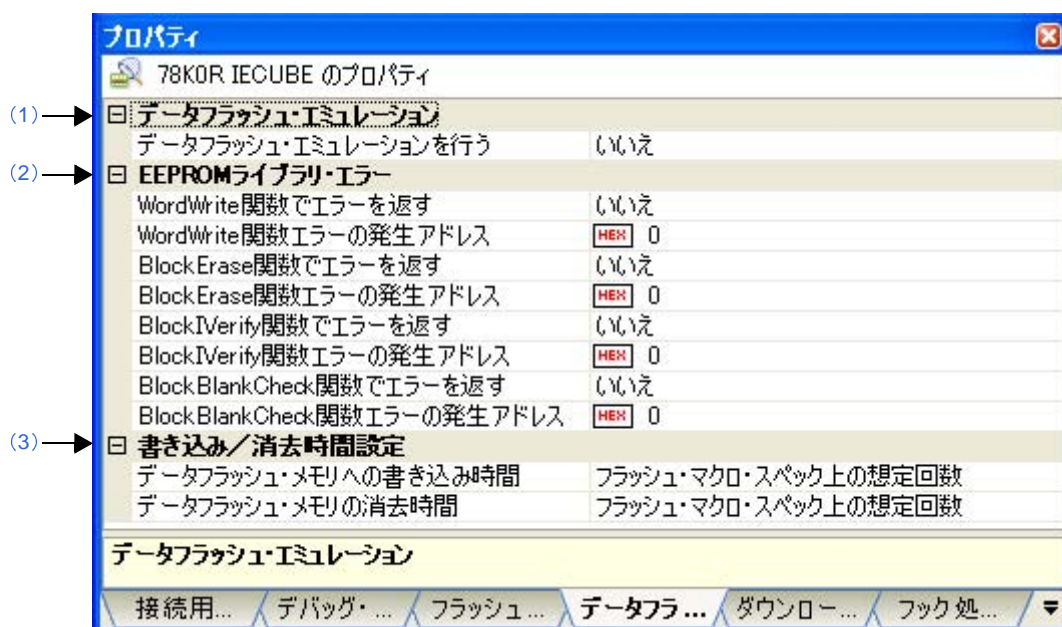 プロパティ
78K0R IECUBE のプロパティ
(1) データフラッシュ・エミュレーション
データフラッシュ・エミュレーションを行う いいえ
(2) EEPROMライブラリ・エラー
WordWrite関数でエラーを返す いいえ
WordWrite関数エラーの発生アドレス HEX 0
BlockErase関数でエラーを返す いいえ
BlockErase関数エラーの発生アドレス HEX 0
BlockIVerify関数でエラーを返す いいえ
BlockIVerify関数エラーの発生アドレス HEX 0
BlockBlankCheck関数でエラーを返す いいえ
BlockBlankCheck関数エラーの発生アドレス HEX 0
(3) 書き込み／消去時間設定
データフラッシュ・メモリへの書き込み時間 フラッシュ・マクロ・スペック上の想定回数
データフラッシュ・メモリの消去時間 フラッシュ・マクロ・スペック上の想定回数
データフラッシュ・エミュレーション
接続用... デバッグ・... フラッシュ... データフラ... ダウンロー... フック処...